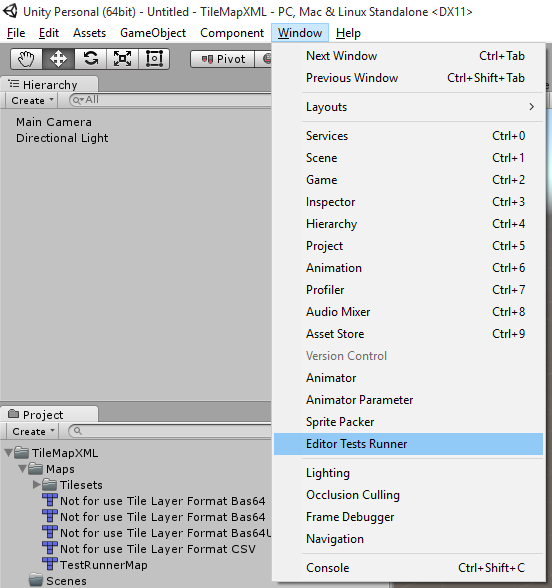 Unity Personal (64bit) - Untitled - TileMapXML - PC, Mac & Linux Standalone <DX11>
File Edit Assets GameObject Component Window Help
Pivot
Hierarchy
Create All
Main Camera
Directional Light
Next Window Ctrl+Tab
Previous Window Ctrl+Shift+Tab
Layouts
Services Ctrl+0
Scene Ctrl+1
Game Ctrl+2
Inspector Ctrl+3
Hierarchy Ctrl+4
Project Ctrl+5
Animation Ctrl+6
Profiler Ctrl+7
Audio Mixer Ctrl+8
Asset Store Ctrl+9
Version Control
Animator
Animator Parameter
Sprite Packer
Editor Tests Runner
Lighting
Occlusion Culling
Frame Debugger
Navigation
Console Ctrl+Shift+C
Project
Create
TileMapXML
Maps
Tilesets
Not for use Tile Layer Format Bas64
Not for use Tile Layer Format Bas64
Not for use Tile Layer Format Bas64U
Not for use Tile Layer Format CSV
TestRunnerMap
Scenes